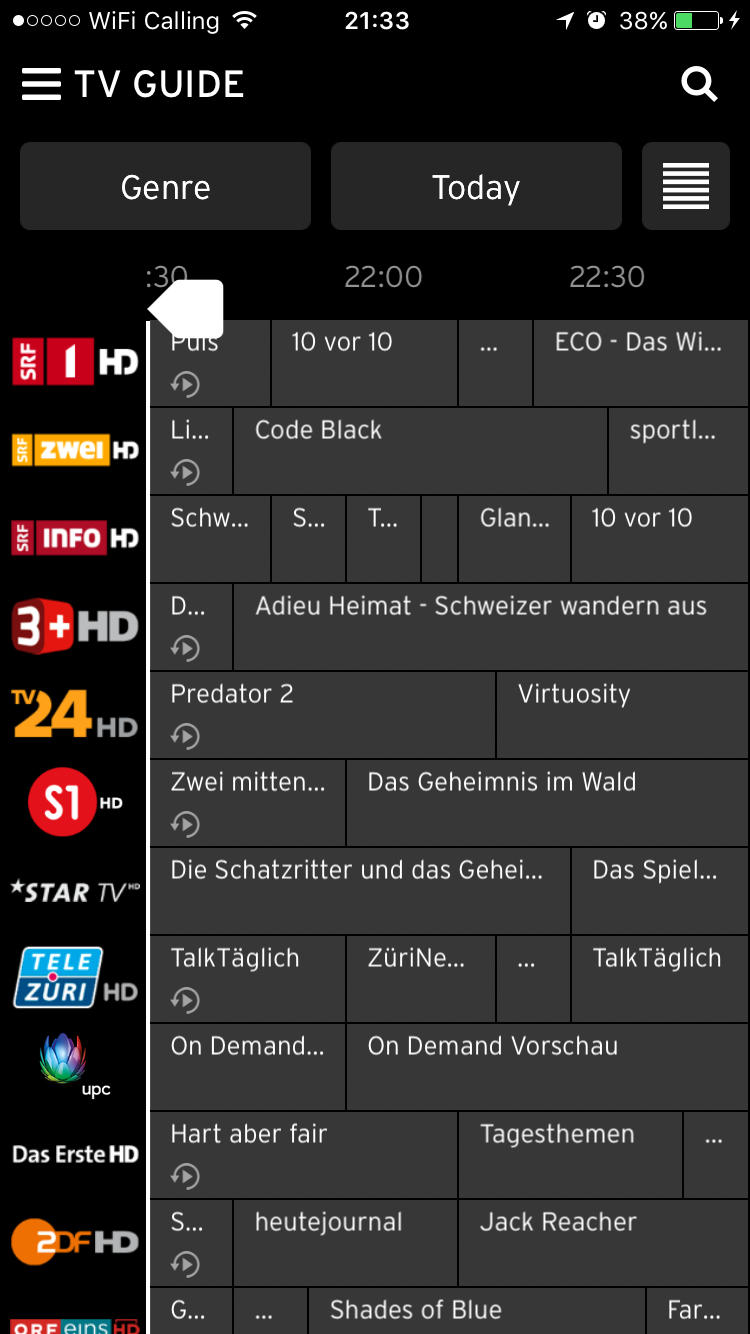 WiFi Calling 21:33 38%
TV GUIDE
Genre Today
:30 22:00 22:30
SRF 1 HD Puls 10 vor 10 ... ECO - Das Wi...
SRF zwei HD Li... Code Black sportl...
SRF INFO HD Schw... S... T... Glan... 10 vor 10
3+HD D... Adieu Heimat - Schweizer wandern aus
TV 24 HD Predator 2 Virtuosity
S1 HD Zwei mitten... Das Geheimnis im Wald
*STAR TV HD Die Schatzritter und das Gehei... Das Spiel...
TELE ZÜRI HD TalkTäglich ZüriNe... ... TalkTäglich
upc On Demand... On Demand Vorschau
Das Erste HD Hart aber fair Tagesthemen ...
ZDF HD S... heutejournal Jack Reacher
ORF eins HD G... ... Shades of Blue Far...